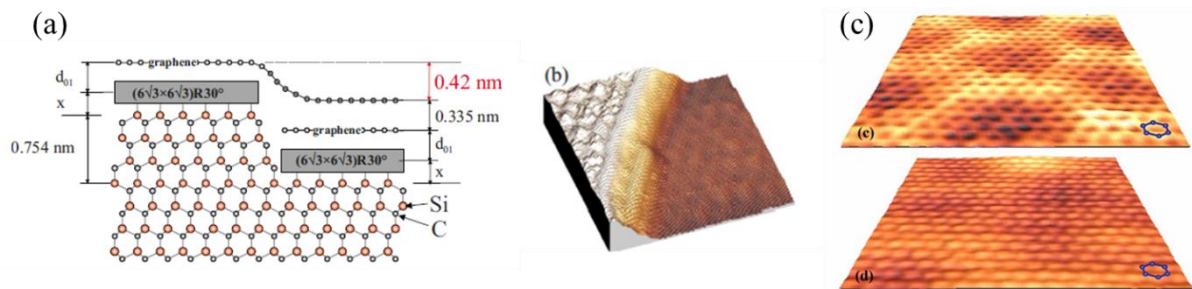 (a)
graphene
d₀₁
(6√3×6√3)R30°
x
0.754 nm
0.42 nm
0.335 nm
graphene
d₀₁
(6√3×6√3)R30°
x
Si
C
(b)
(c)
(c)
(d)